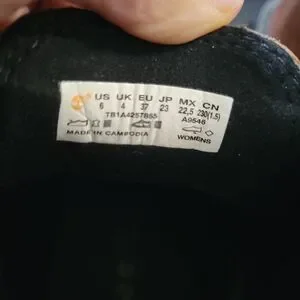 US UK EU JP MX CN
6 4 37 23 22,5 230(1.5)
TB1A4257B65
A9546
MADE IN CAMBODIA
WOMENS